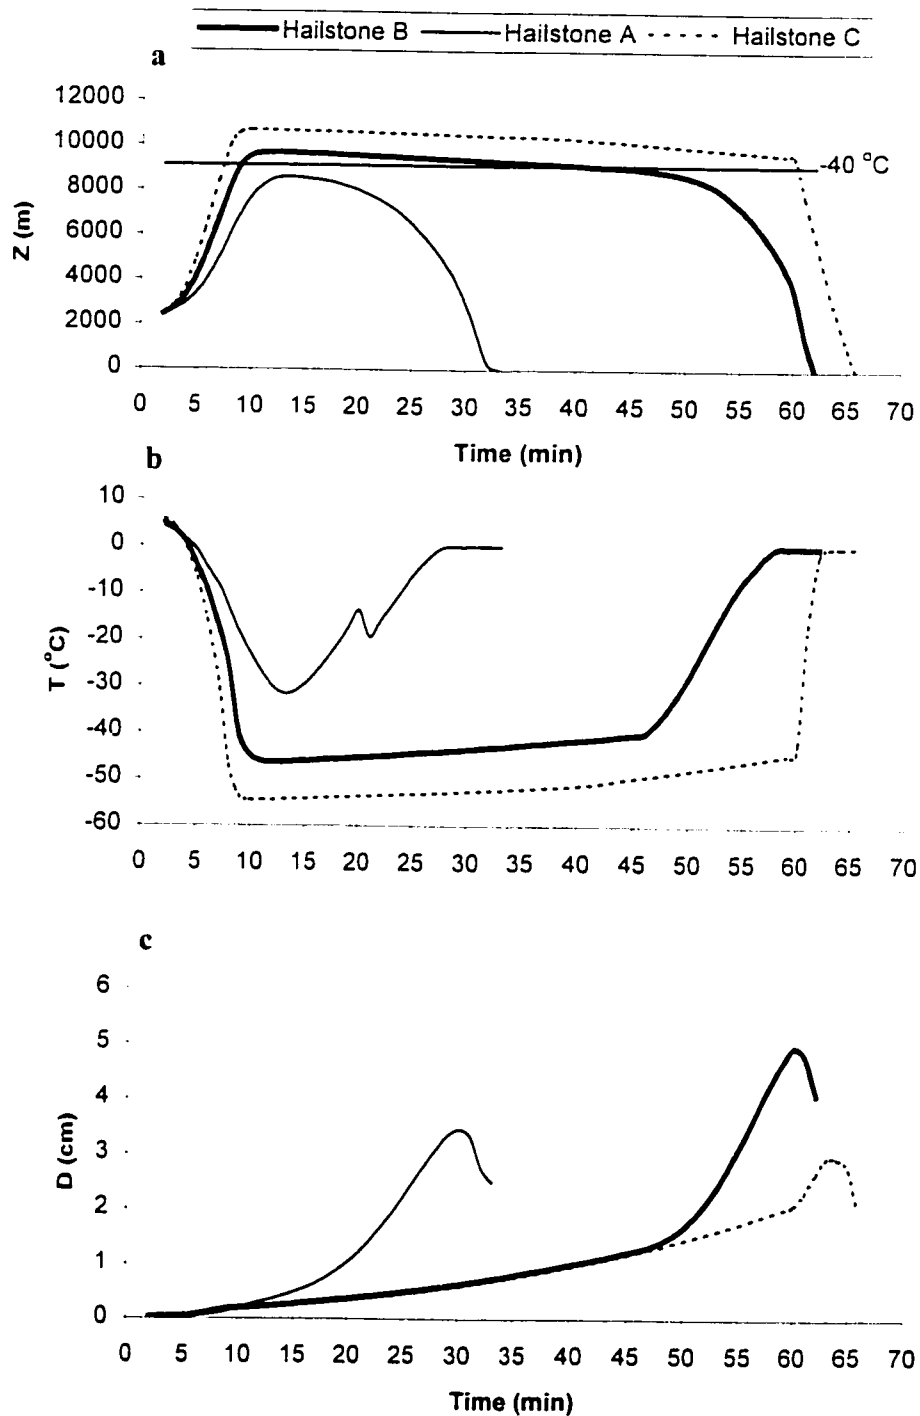 Hailstone B Hailstone A Hailstone C
a
12000
10000
8000
6000
4000
2000
0
Z (m)
-40 °C
0 5 10 15 20 25 30 35 40 45 50 55 60 65 70
Time (min)
b
10
0
-10
-20
-30
-40
-50
-60
T (°C)
0 5 10 15 20 25 30 35 40 45 50 55 60 65 70
c
6
5
4
3
2
1
0
D (cm)
0 5 10 15 20 25 30 35 40 45 50 55 60 65 70
Time (min)